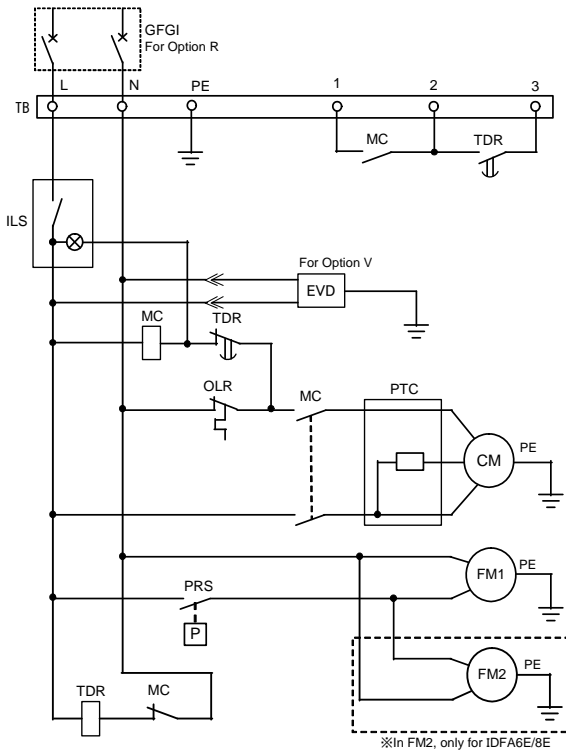 GFGI
For Option R
L N PE 1 2 3
TB
MC TDR
ILS
For Option V
EVD
MC TDR
OLR MC PTC
CM PE
PRS
P
FM1 PE
FM2 PE
TDR MC
※In FM2, only for IDFA6E/8E